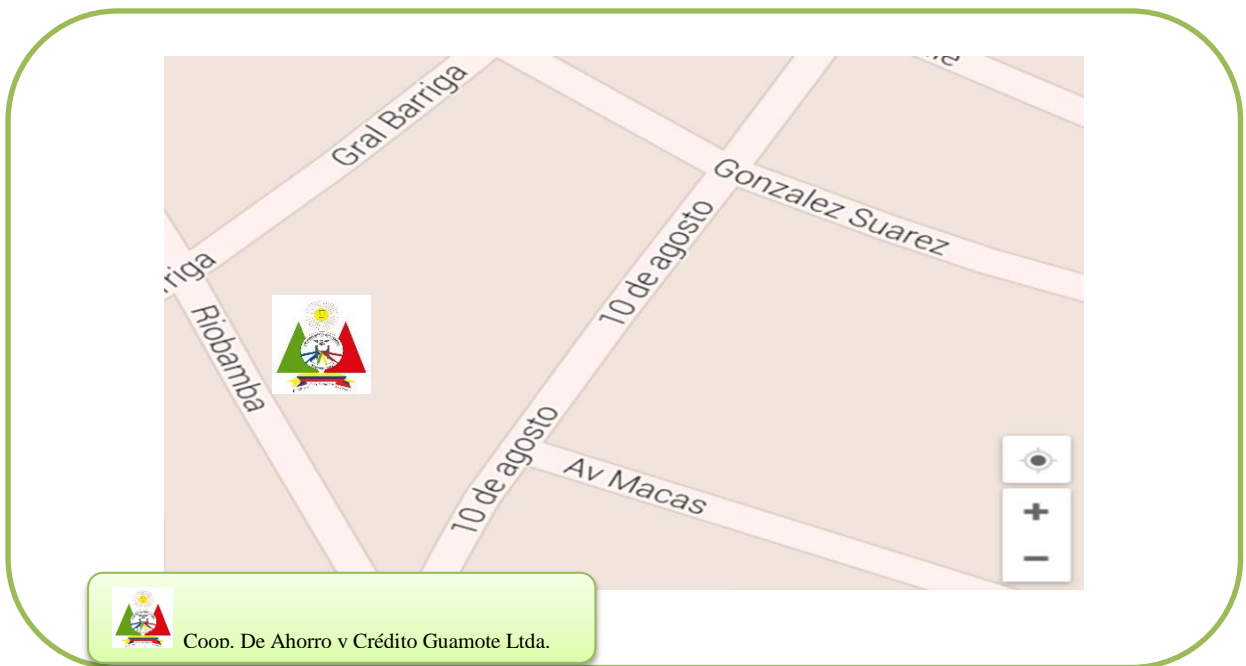 Gral Barriga
Gonzalez Suarez
10 de agosto
rriga
Riobamba
10 de agosto
Av Macas
Coop. De Ahorro y Crédito Guamote Ltda.